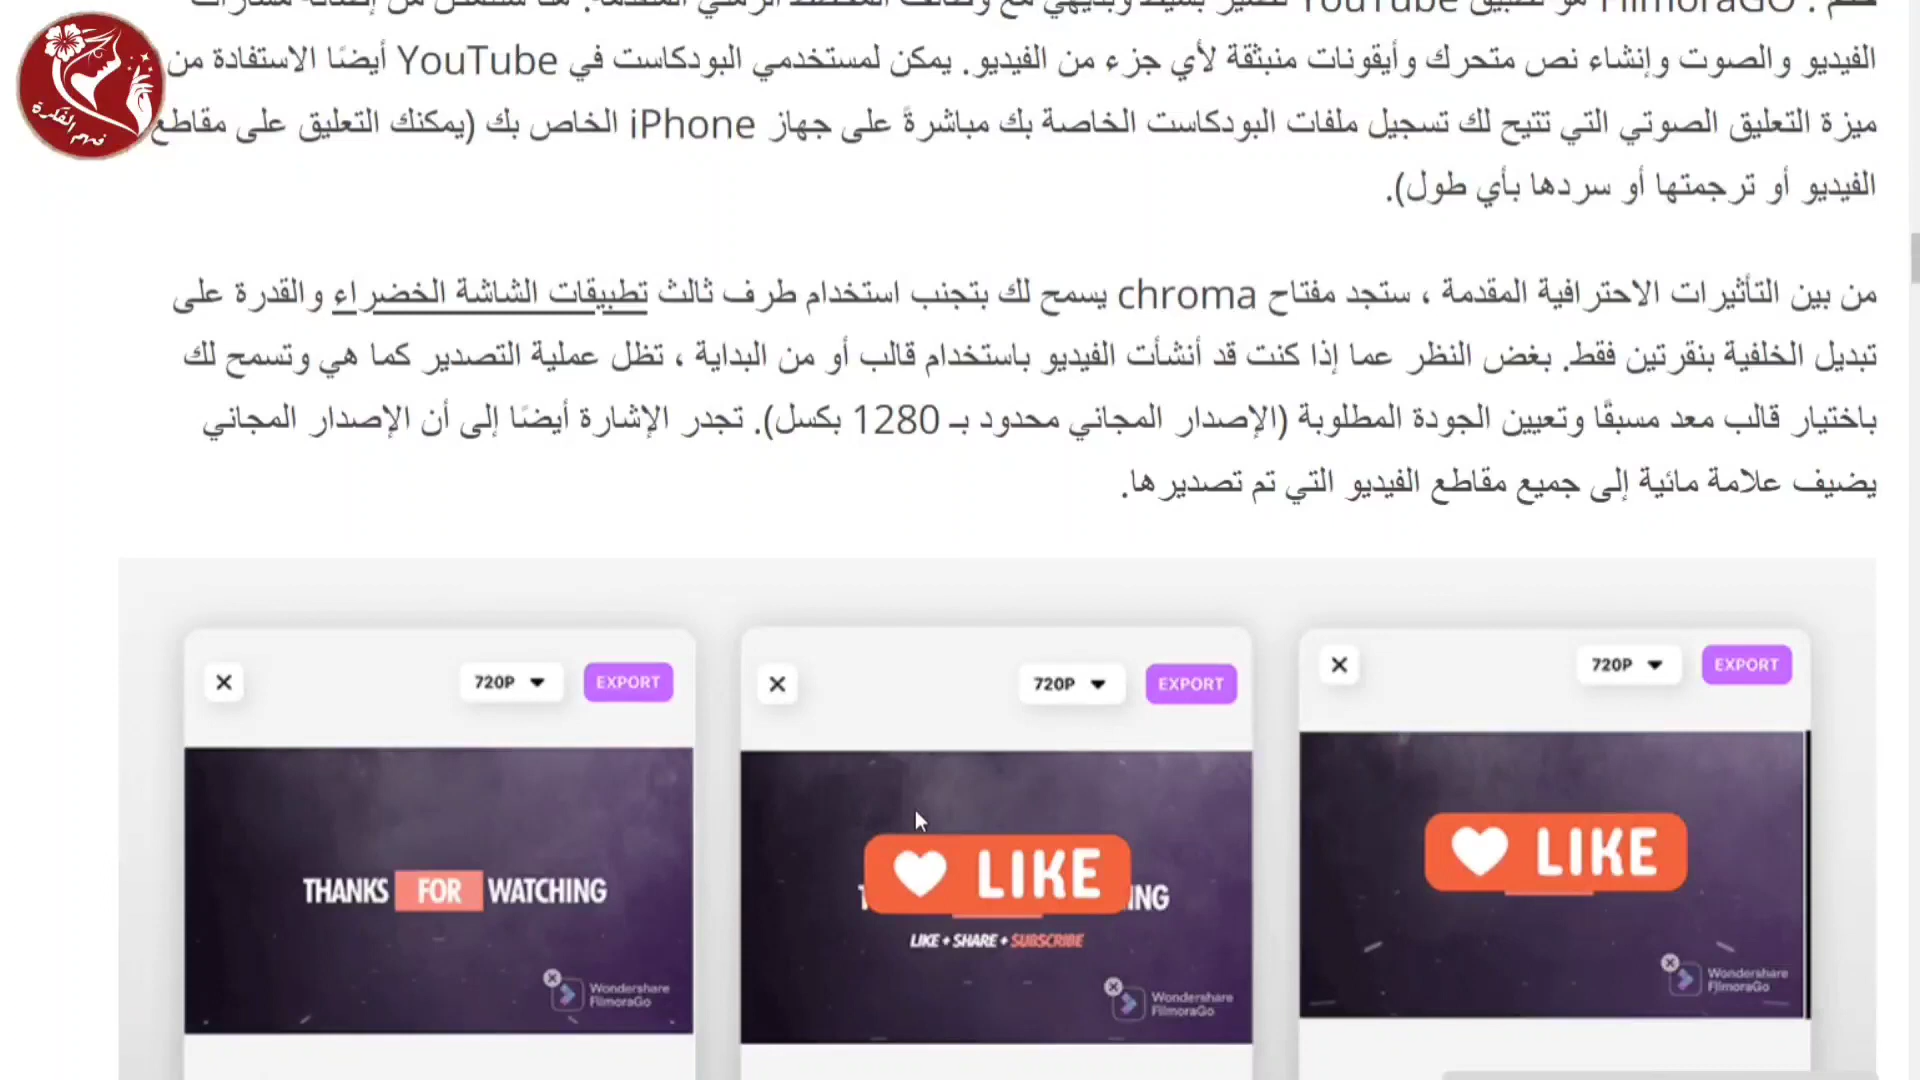 فهم الفكرة
FilmoraGO هو تطبيق YouTube
الفيديو والصوت وإنشاء نص متحرك وأيقونات منبثقة لأي جزء من الفيديو. يمكن لمستخدمي البودكاست في YouTube أيضًا الاستفادة من
ميزة التعليق الصوتي التي تتيح لك تسجيل ملفات البودكاست الخاصة بك مباشرةً على جهاز iPhone الخاص بك (يمكنك التعليق على مقاطع
الفيديو أو ترجمتها أو سردها بأي طول).
من بين التأثيرات الاحترافية المقدمة ، ستجد مفتاح chroma يسمح لك بتجنب استخدام طرف ثالث تطبيقات الشاشة الخضراء والقدرة على
تبديل الخلفية بنقرتين فقط. بغض النظر عما إذا كنت قد أنشأت الفيديو باستخدام قالب أو من البداية ، تظل عملية التصدير كما هي وتسمح لك
باختيار قالب معد مسبقًا وتعيين الجودة المطلوبة (الإصدار المجاني محدود بـ 1280 بكسل). تجدر الإشارة أيضًا إلى أن الإصدار المجاني
يضيف علامة مائية إلى جميع مقاطع الفيديو التي تم تصديرها.
720P EXPORT
THANKS FOR WATCHING
Wondershare
FilmoraGo
720P EXPORT
LIKE
LIKE + SHARE + SUBSCRIBE
Wondershare
FilmoraGo
720P EXPORT
LIKE
Wondershare
FilmoraGo